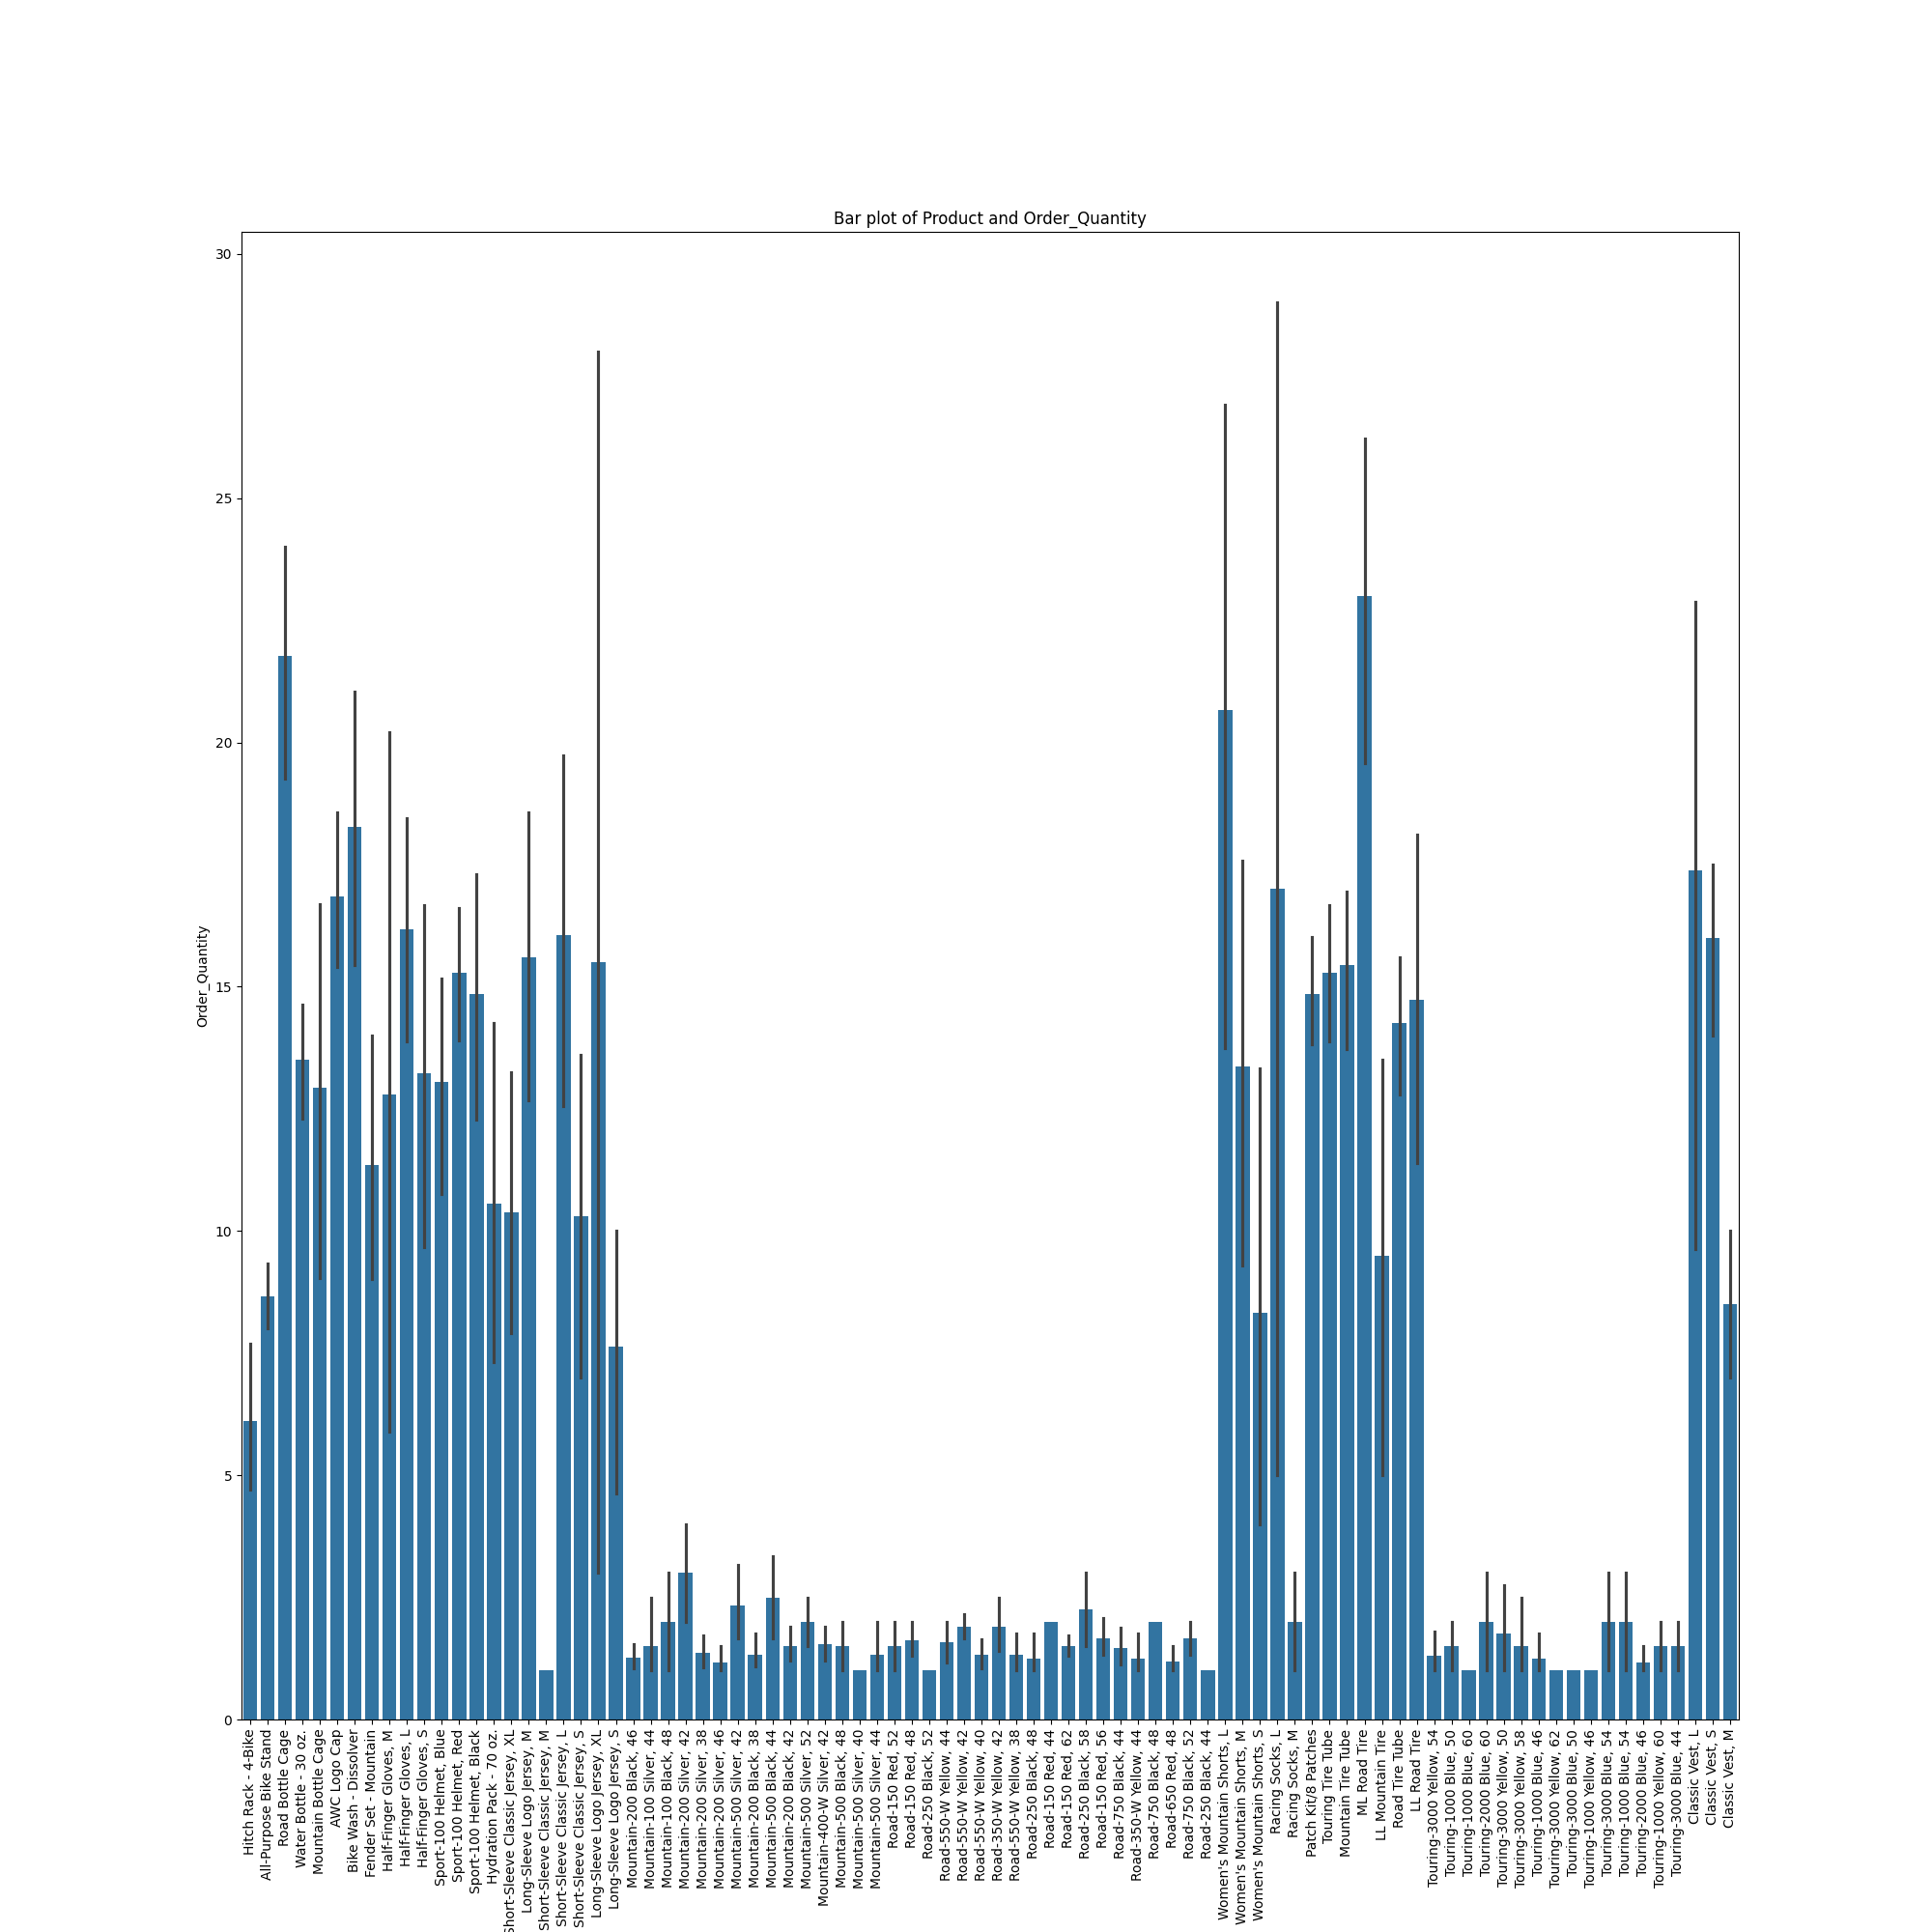 Bar plot of Product and Order_Quantity
Order_Quantity
30
25
20
15
10
5
0
Hitch Rack - 4-Bike
All-Purpose Bike Stand
Road Bottle Cage
Water Bottle - 30 oz.
Mountain Bottle Cage
AWC Logo Cap
Bike Wash - Dissolver
Fender Set - Mountain
Half-Finger Gloves, M
Half-Finger Gloves, L
Half-Finger Gloves, S
Sport-100 Helmet, Blue
Sport-100 Helmet, Red
Sport-100 Helmet, Black
Hydration Pack - 70 oz.
Short-Sleeve Classic Jersey, XL
Long-Sleeve Logo Jersey, M
Short-Sleeve Classic Jersey, M
Short-Sleeve Classic Jersey, L
Short-Sleeve Classic Jersey, S
Long-Sleeve Logo Jersey, XL
Long-Sleeve Logo Jersey, S
Mountain-200 Black, 46
Mountain-100 Silver, 44
Mountain-100 Black, 48
Mountain-200 Silver, 42
Mountain-200 Silver, 38
Mountain-200 Silver, 46
Mountain-500 Silver, 42
Mountain-200 Black, 38
Mountain-500 Black, 44
Mountain-200 Black, 42
Mountain-500 Silver, 52
Mountain-400-W Silver, 42
Mountain-500 Black, 48
Mountain-500 Silver, 40
Mountain-500 Silver, 44
Road-150 Red, 52
Road-150 Red, 48
Road-250 Black, 52
Road-550-W Yellow, 44
Road-550-W Yellow, 42
Road-550-W Yellow, 40
Road-350-W Yellow, 42
Road-550-W Yellow, 38
Road-250 Black, 48
Road-150 Red, 44
Road-150 Red, 62
Road-250 Black, 58
Road-150 Red, 56
Road-750 Black, 44
Road-350-W Yellow, 44
Road-750 Black, 48
Road-650 Red, 48
Road-750 Black, 52
Road-250 Black, 44
Women's Mountain Shorts, L
Women's Mountain Shorts, M
Women's Mountain Shorts, S
Racing Socks, L
Racing Socks, M
Patch Kit/8 Patches
Touring Tire Tube
Mountain Tire Tube
ML Road Tire
LL Mountain Tire
Road Tire Tube
LL Road Tire
Touring-3000 Yellow, 54
Touring-1000 Blue, 50
Touring-1000 Blue, 60
Touring-2000 Blue, 60
Touring-3000 Yellow, 50
Touring-3000 Yellow, 58
Touring-1000 Blue, 46
Touring-3000 Yellow, 62
Touring-3000 Blue, 50
Touring-1000 Yellow, 46
Touring-3000 Blue, 54
Touring-1000 Blue, 54
Touring-2000 Blue, 46
Touring-1000 Yellow, 60
Touring-3000 Blue, 44
Classic Vest, L
Classic Vest, S
Classic Vest, M